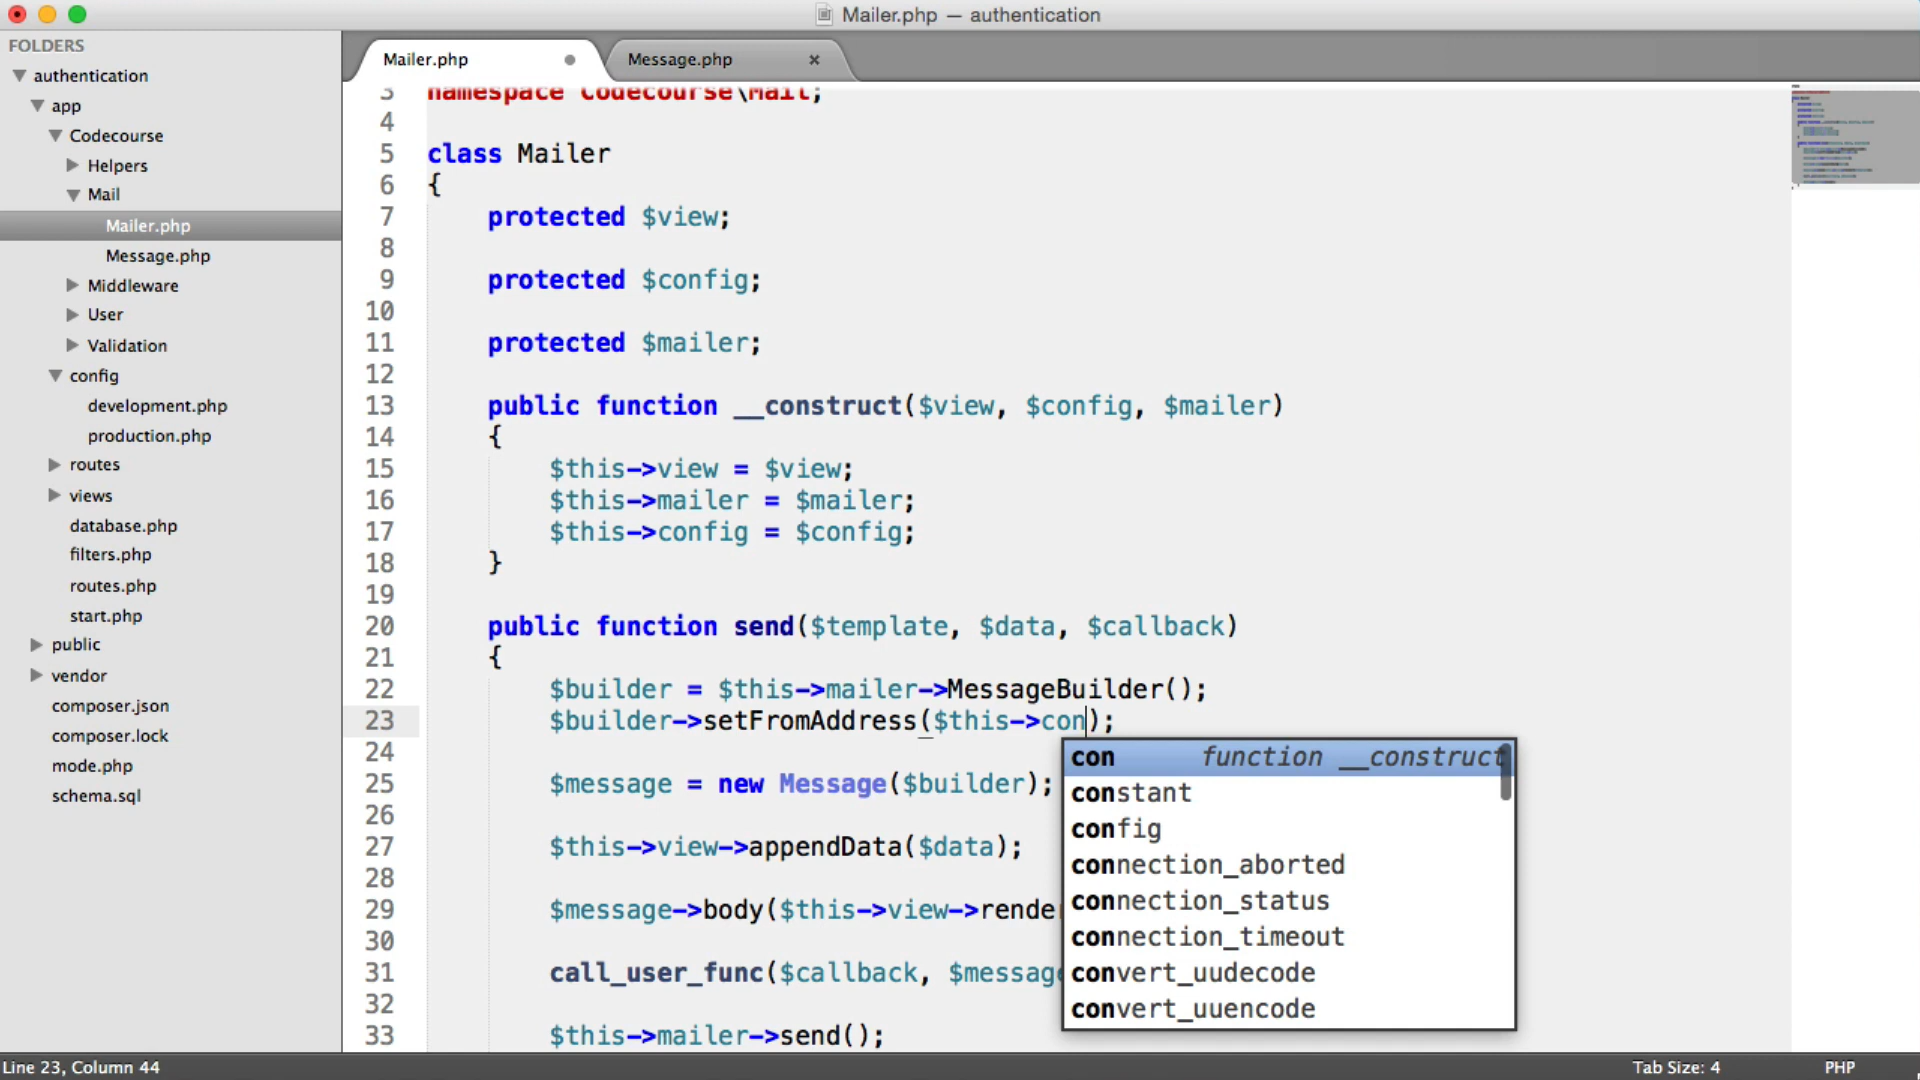 Mailer.php — authentication
FOLDERS
authentication
app
Codecourse
Helpers
Mail
Mailer.php
Message.php
Middleware
User
Validation
config
development.php
production.php
routes
views
database.php
filters.php
routes.php
start.php
public
vendor
composer.json
composer.lock
mode.php
schema.sql
Mailer.php
Message.php
3 namespace Codecourse\Mail;
4
5 class Mailer
6 {
7 protected $view;
8
9 protected $config;
10
11 protected $mailer;
12
13 public function __construct($view, $config, $mailer)
14 {
15 $this->view = $view;
16 $this->mailer = $mailer;
17 $this->config = $config;
18 }
19
20 public function send($template, $data, $callback)
21 {
22 $builder = $this->mailer->MessageBuilder();
23 $builder->setFromAddress($this->con);
24
25 $message = new Message($builder);
26
27 $this->view->appendData($data);
28
29 $message->body($this->view->render
30
31 call_user_func($callback, $message
32
33 $this->mailer->send();
con function __construct
constant
config
connection_aborted
connection_status
connection_timeout
convert_uudecode
convert_uuencode
Line 23, Column 44
Tab Size: 4
PHP